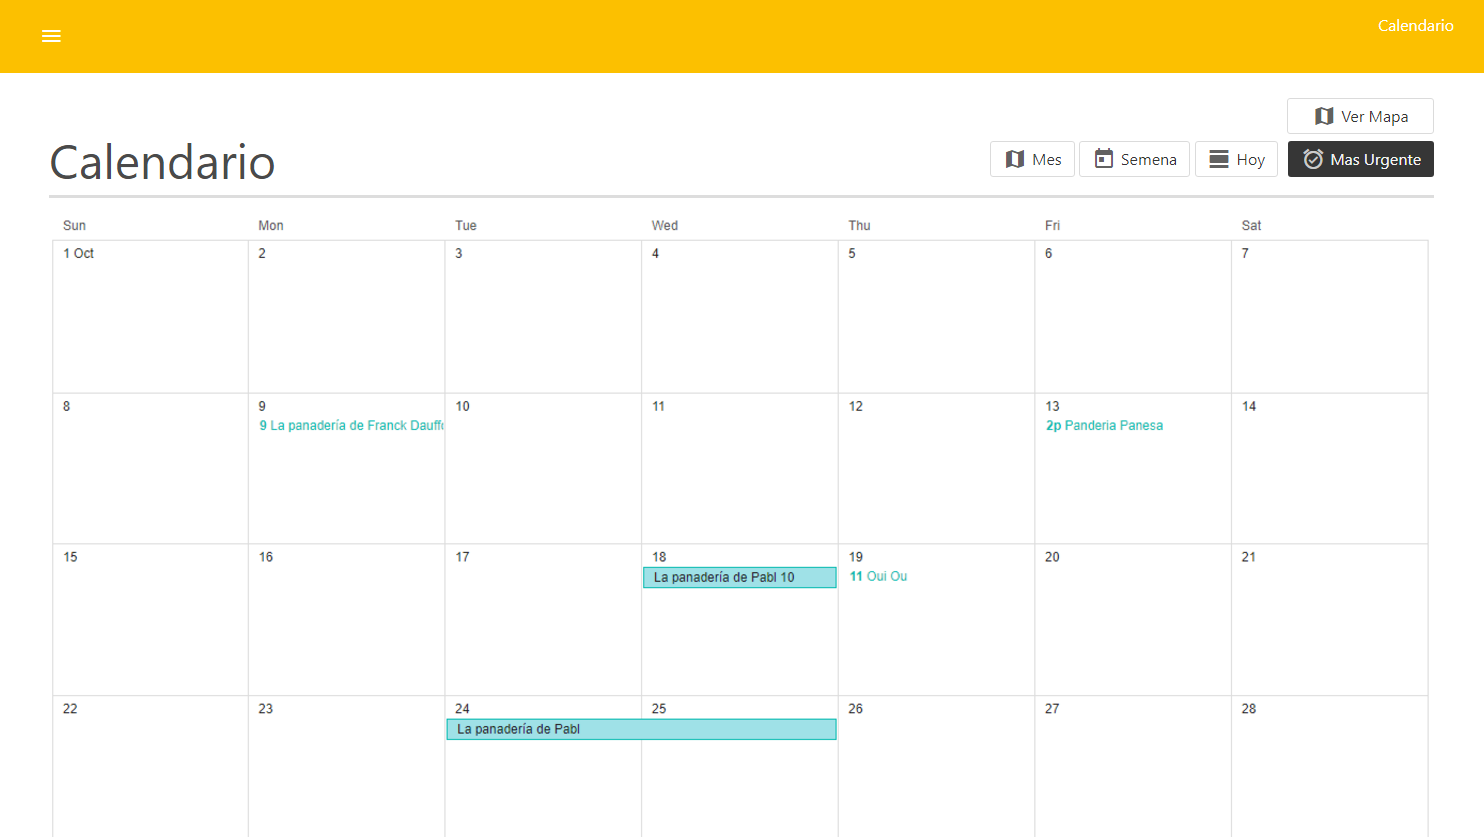 Calendario
Ver Mapa
Calendario
Mes
Semena
Hoy
Mas Urgente
Sun Mon Tue Wed Thu Fri Sat
1 Oct 2 3 4 5 6 7
8 9 10 11 12 13 14
9 La panadería de Franck Dauff
2p Panderia Panesa
15 16 17 18 19 20 21
La panadería de Pabl 10
11 Oui Ou
22 23 24 25 26 27 28
La panadería de Pabl